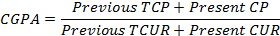 CGPA = Previous TCP + Present CP
Previous TCUR + Present CUR